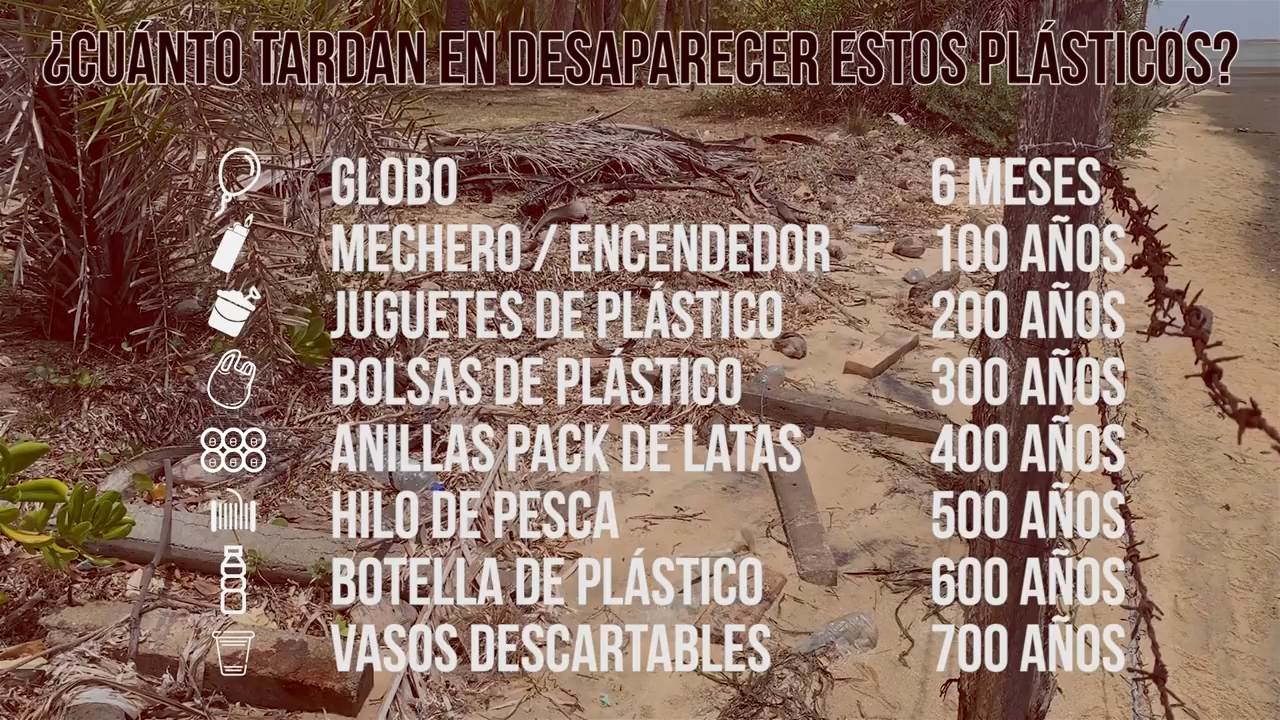 ¿CUÁNTO TARDAN EN DESAPARECER ESTOS PLÁSTICOS?
GLOBO 6 MESES
MECHERO / ENCENDEDOR 100 AÑOS
JUGUETES DE PLÁSTICO 200 AÑOS
BOLSAS DE PLÁSTICO 300 AÑOS
ANILLAS PACK DE LATAS 400 AÑOS
HILO DE PESCA 500 AÑOS
BOTELLA DE PLÁSTICO 600 AÑOS
VASOS DESCARTABLES 700 AÑOS